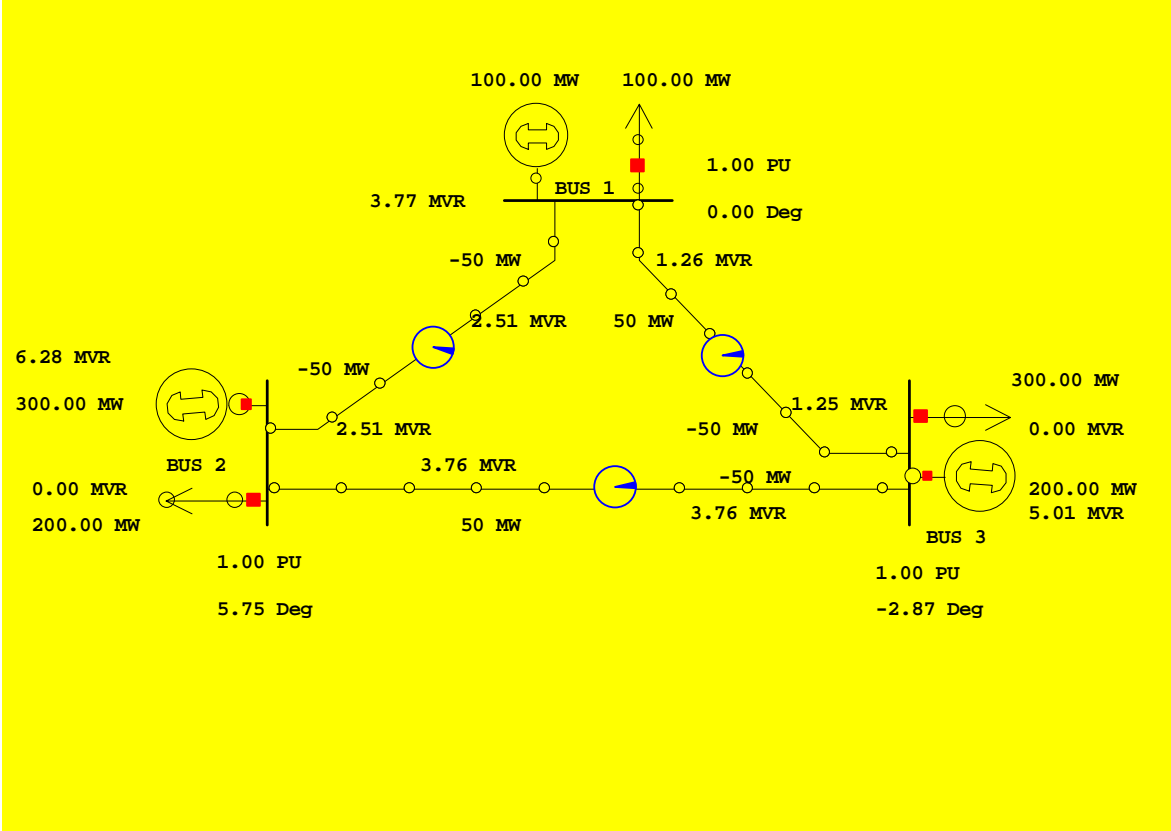 100.00 MW
100.00 MW
1.00 PU
BUS 1
3.77 MVR
0.00 Deg
-50 MW
1.26 MVR
2.51 MVR
50 MW
6.28 MVR
-50 MW
300.00 MW
300.00 MW
1.25 MVR
2.51 MVR
-50 MW
0.00 MVR
BUS 2
3.76 MVR
-50 MW
0.00 MVR
200.00 MW
200.00 MW
50 MW
3.76 MVR
5.01 MVR
BUS 3
1.00 PU
1.00 PU
5.75 Deg
-2.87 Deg